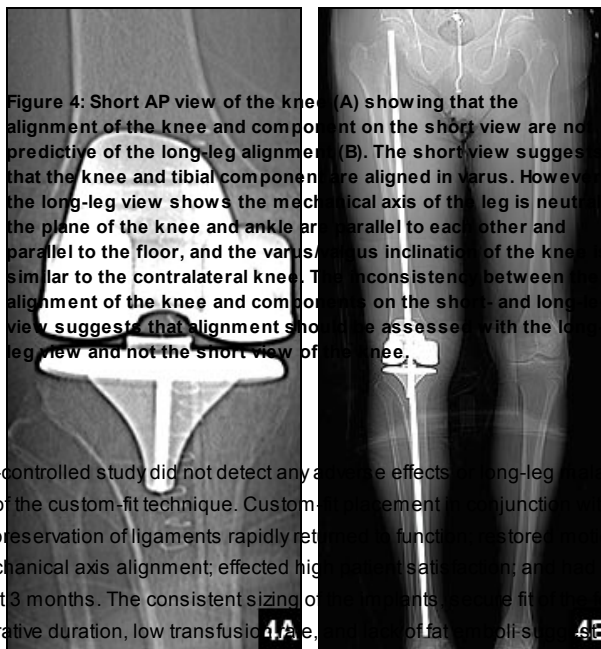 Figure 4: Short AP view of the knee (A) showing that the
alignment of the knee and component on the short view are not
predictive of the long-leg alignment (B). The short view suggests
that the knee and tibial component are aligned in varus. However
the long-leg view shows the mechanical axis of the leg is neutral
the plane of the knee and ankle are parallel to each other and
parallel to the floor, and the varus/valgus inclination of the knee
similar to the contralateral knee. The inconsistency between the
alignment of the knee and components on the short- and long-le
view suggests that alignment should be assessed with the long
leg view and not the short view of the knee.
-controlled study did not detect any adverse effects or long-leg
of the custom-fit technique. Custom-fit placement in conjunction
preservation of ligaments rapidly returned to function; restored
chanical axis alignment; effected high patient satisfaction; and had
t 3 months. The consistent sizing of the implants, secure fit of the
rative duration, low transfusion rate, and lack of fat emboli suggest
4A
4B